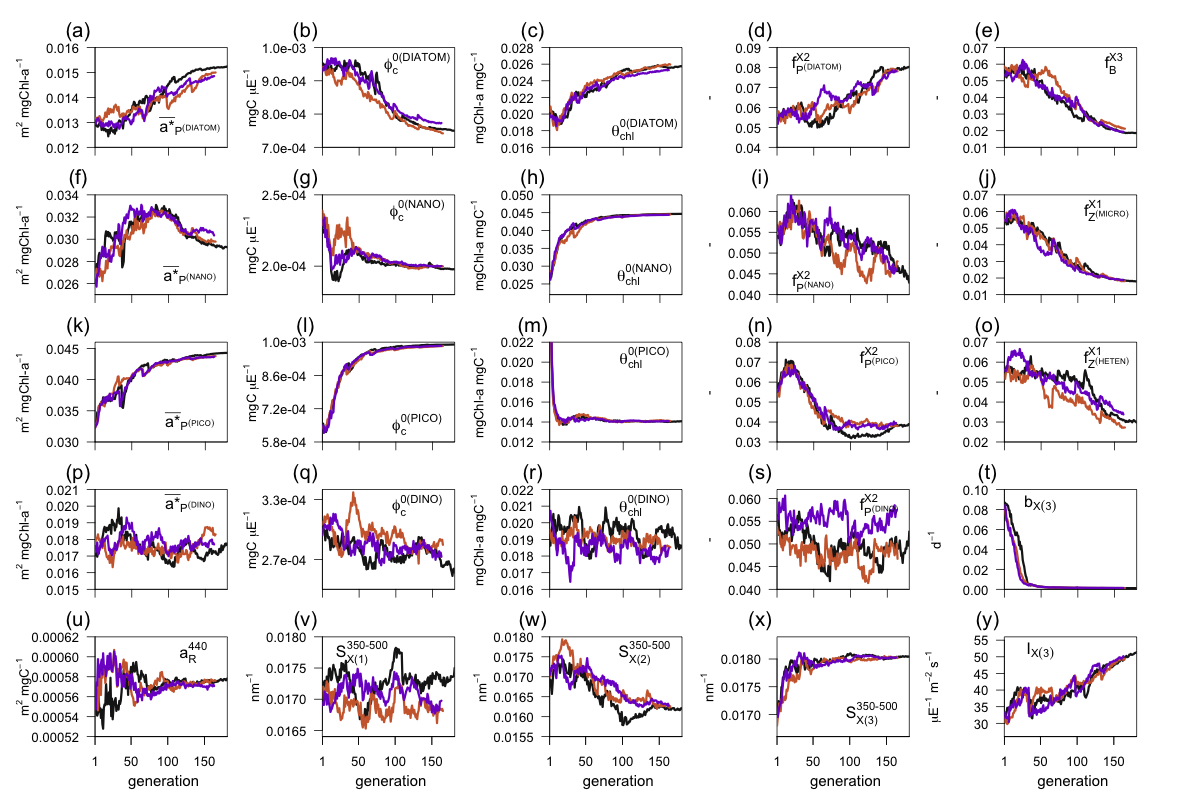 (a) (b) (c) (d) (e)
0.016 1.0e−03 0.028 0.09 0.07
0.015 9.0e−04 0.026 0.08 0.06
0.014 8.0e−04 0.024 0.07 0.05
0.013 7.0e−04 0.022 0.06 0.04
0.012 0.020 0.05 0.03
0.018 0.04 0.02
0.016 0.01
m² mgChl-a⁻¹ mgC μE⁻¹ mgChl-a mgC⁻¹ - -
a*P(DIATOM) ϕc0(DIATOM) θchl0(DIATOM) fP(DIATOM)X2 fBX3
(f) (g) (h) (i) (j)
0.034 2.5e−04 0.050 0.060 0.07
0.032 2.0e−04 0.045 0.055 0.06
0.030 0.040 0.050 0.05
0.028 0.035 0.045 0.04
0.026 0.030 0.040 0.03
0.025 0.02
0.01
m² mgChl-a⁻¹ mgC μE⁻¹ mgChl-a mgC⁻¹ - -
a*P(NANO) ϕc0(NANO) θchl0(NANO) fP(NANO)X2 fZ(MICRO)X1
(k) (l) (m) (n) (o)
0.045 1.0e−03 0.022 0.08 0.07
0.040 8.6e−04 0.020 0.07 0.06
0.035 7.2e−04 0.018 0.06 0.05
0.030 5.8e−04 0.016 0.05 0.04
0.014 0.04 0.03
0.012 0.03 0.02
m² mgChl-a⁻¹ mgC μE⁻¹ mgChl-a mgC⁻¹ - -
a*P(PICO) ϕc0(PICO) θchl0(PICO) fP(PICO)X2 fZ(HETEN)X1
(p) (q) (r) (s) (t)
0.021 3.3e−04 0.022 0.060 0.10
0.020 2.7e−04 0.021 0.055 0.08
0.019 0.020 0.050 0.06
0.018 0.019 0.045 0.04
0.017 0.018 0.040 0.02
0.016 0.017 0.00
0.015 0.016
m² mgChl-a⁻¹ mgC μE⁻¹ mgChl-a mgC⁻¹ - d⁻¹
a*P(DINO) ϕc0(DINO) θchl0(DINO) fP(DINO)X2 bX(3)
(u) (v) (w) (x) (y)
0.00062 0.0180 0.0180 0.0180 55
0.00060 0.0175 0.0175 0.0175 50
0.00058 0.0170 0.0170 0.0170 45
0.00056 0.0165 0.0165 40
0.00054 0.0160 35
0.00052 0.0155 30
m² mgC⁻¹ nm⁻¹ nm⁻¹ nm⁻¹ μE⁻¹ m⁻² s⁻¹
aR440 SX(1)350-500 SX(2)350-500 SX(3)350-500 IX(3)
1 50 100 150 1 50 100 150 1 50 100 150 1 50 100 150 1 50 100 150
generation generation generation generation generation